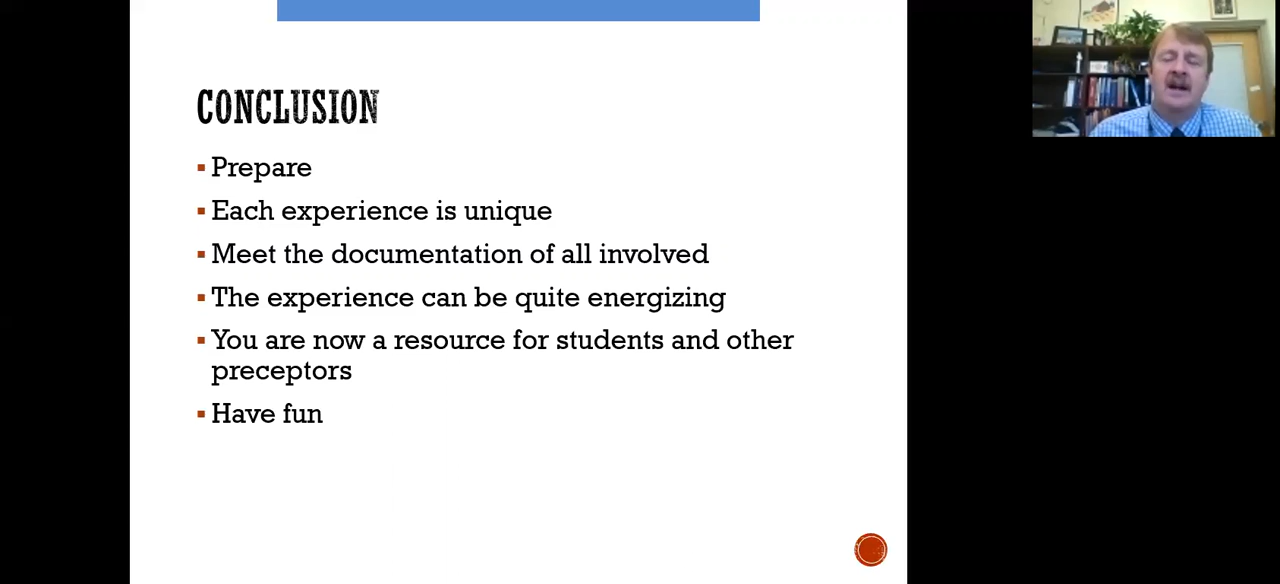 CONCLUSION
Prepare
Each experience is unique
Meet the documentation of all involved
The experience can be quite energizing
You are now a resource for students and other
preceptors
Have fun